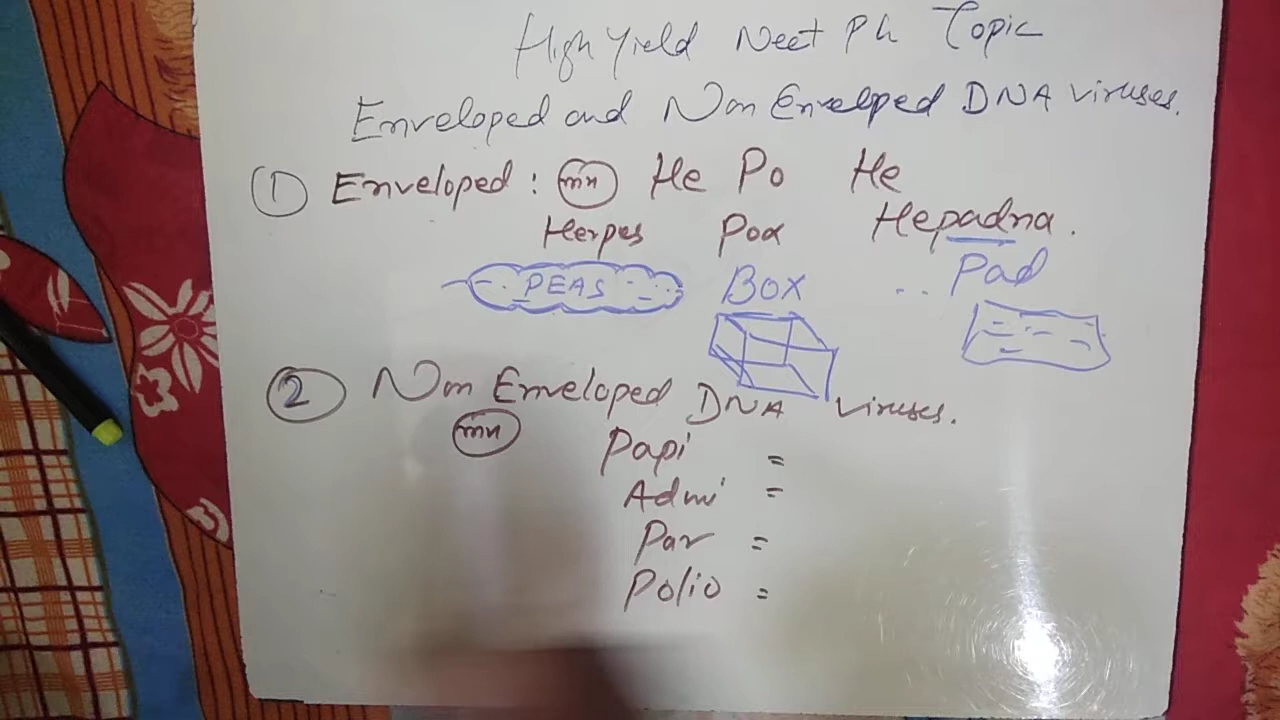 High Yield Neet PG Topic
Enveloped and Non Envelped DNA viruses.
① Enveloped : mn He Po He
Herpes Pox Hepadna.
PEAS BOX .. Pad
② Non Enveloped DNA viruses.
mn Papi =
Admi =
Par =
Polio =